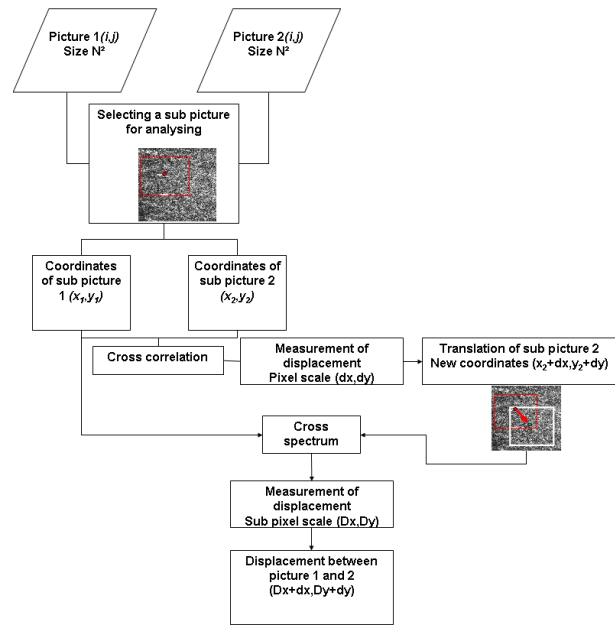 Picture 1(i,j)
Size N²
Picture 2(i,j)
Size N²
Selecting a sub picture
for analysing
Coordinates
of sub picture
1 (x₁,y₁)
Coordinates of
sub picture 2
(x₂,y₂)
Cross correlation
Measurement of
displacement
Pixel scale (dx,dy)
Translation of sub picture 2
New coordinates (x₂+dx,y₂+dy)
Cross
spectrum
Measurement of
displacement
Sub pixel scale (Dx,Dy)
Displacement between
picture 1 and 2
(Dx+dx,Dy+dy)